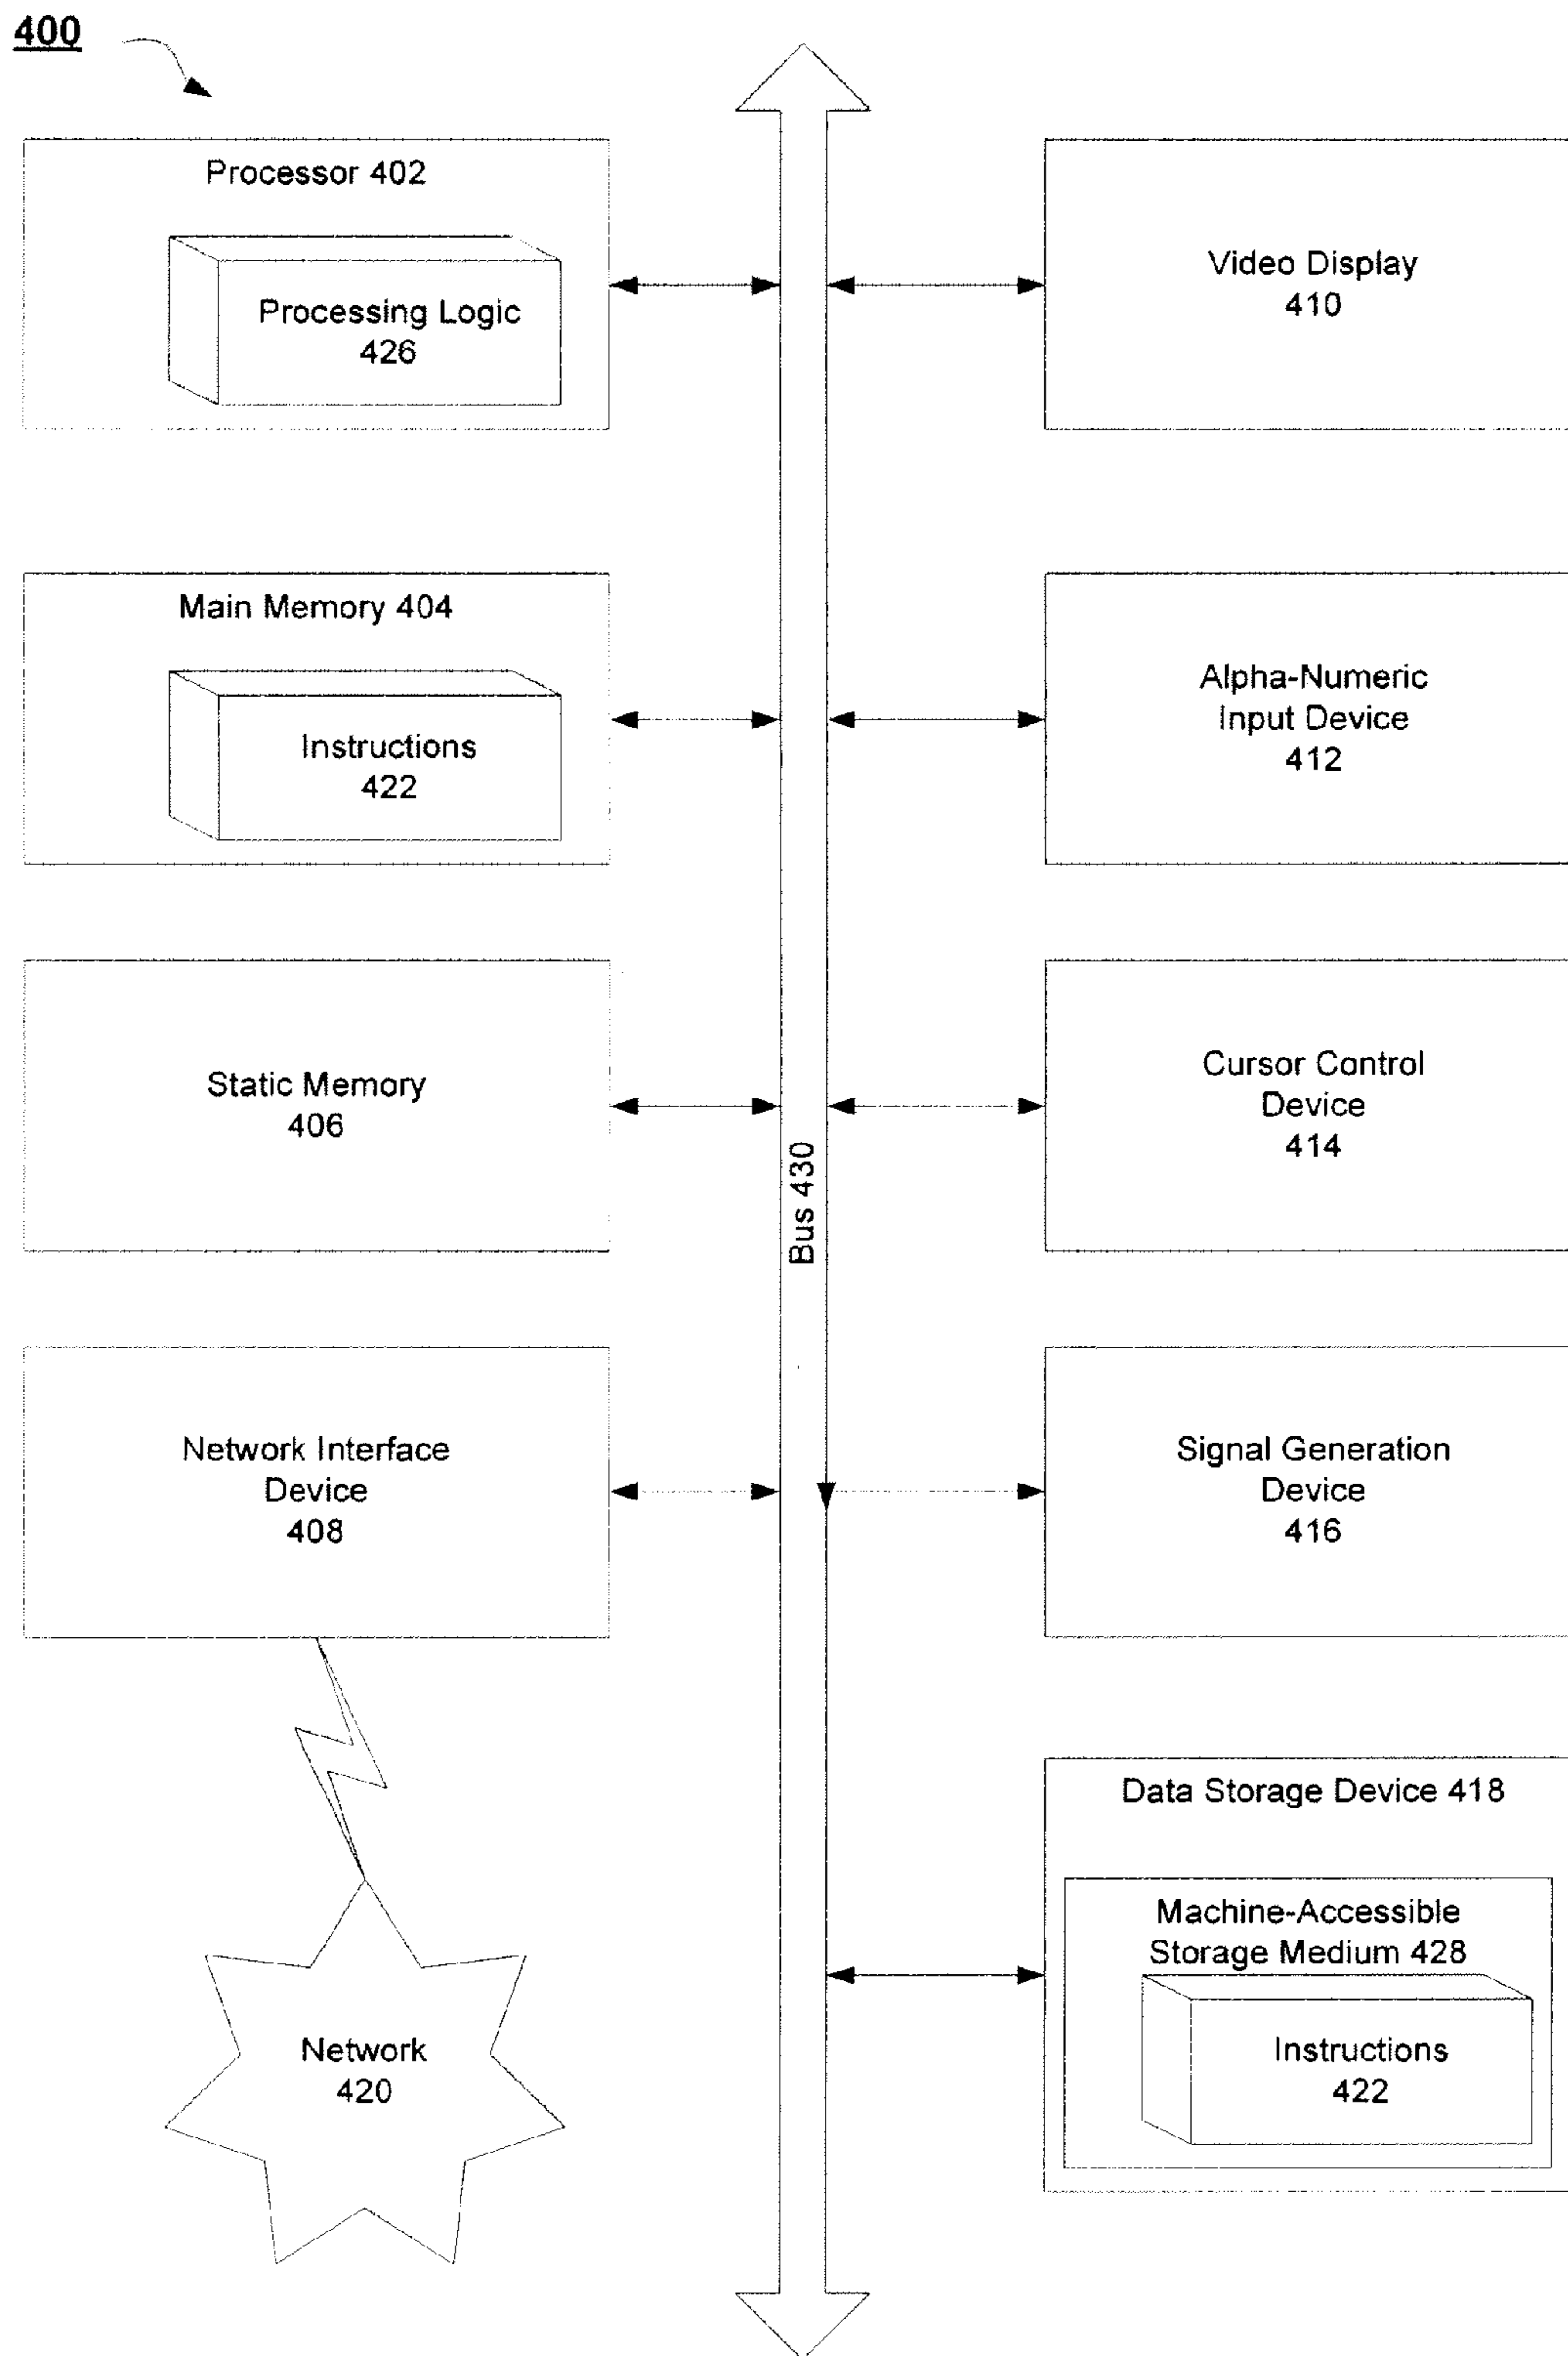 400
Processor 402
Processing Logic
426
Video Display
410
Main Memory 404
Instructions
422
Alpha-Numeric
Input Device
412
Static Memory
406
Cursor Control
Device
414
Bus 430
Network Interface
Device
408
Signal Generation
Device
416
Data Storage Device 418
Machine-Accessible
Storage Medium 428
Instructions
422
Network
420